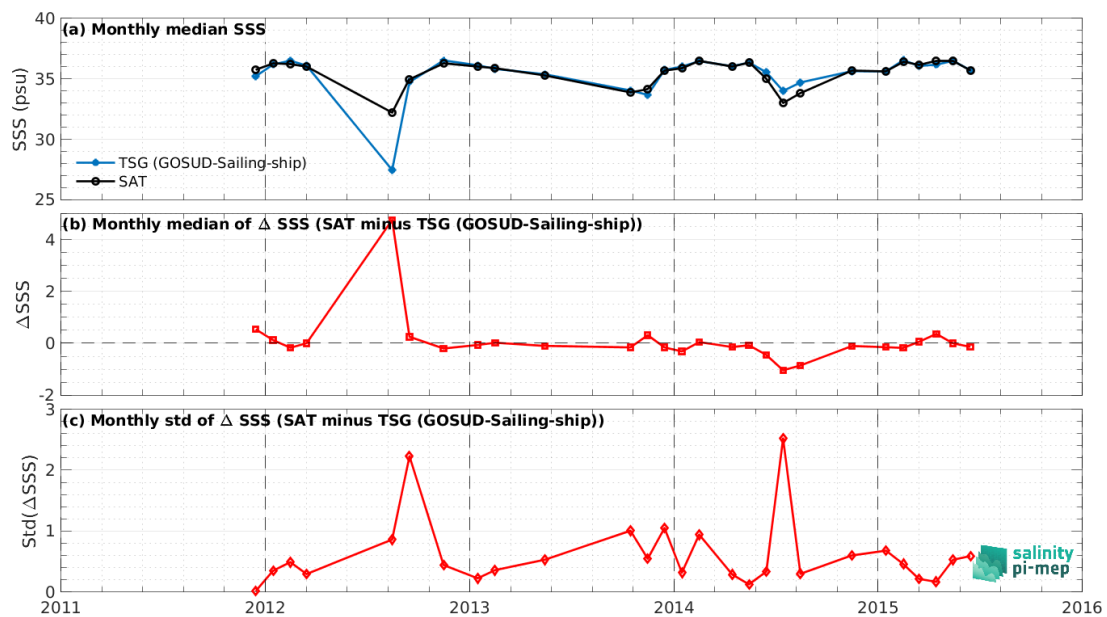 (a) Monthly median SSS
40
35
30
25
SSS (psu)
TSG (GOSUD-Sailing-ship)
SAT
(b) Monthly median of Δ SSS (SAT minus TSG (GOSUD-Sailing-ship))
4
2
0
-2
ΔSSS
(c) Monthly std of Δ SSS (SAT minus TSG (GOSUD-Sailing-ship))
3
2
1
0
Std(ΔSSS)
salinity
pi-mep
2011 2012 2013 2014 2015 2016